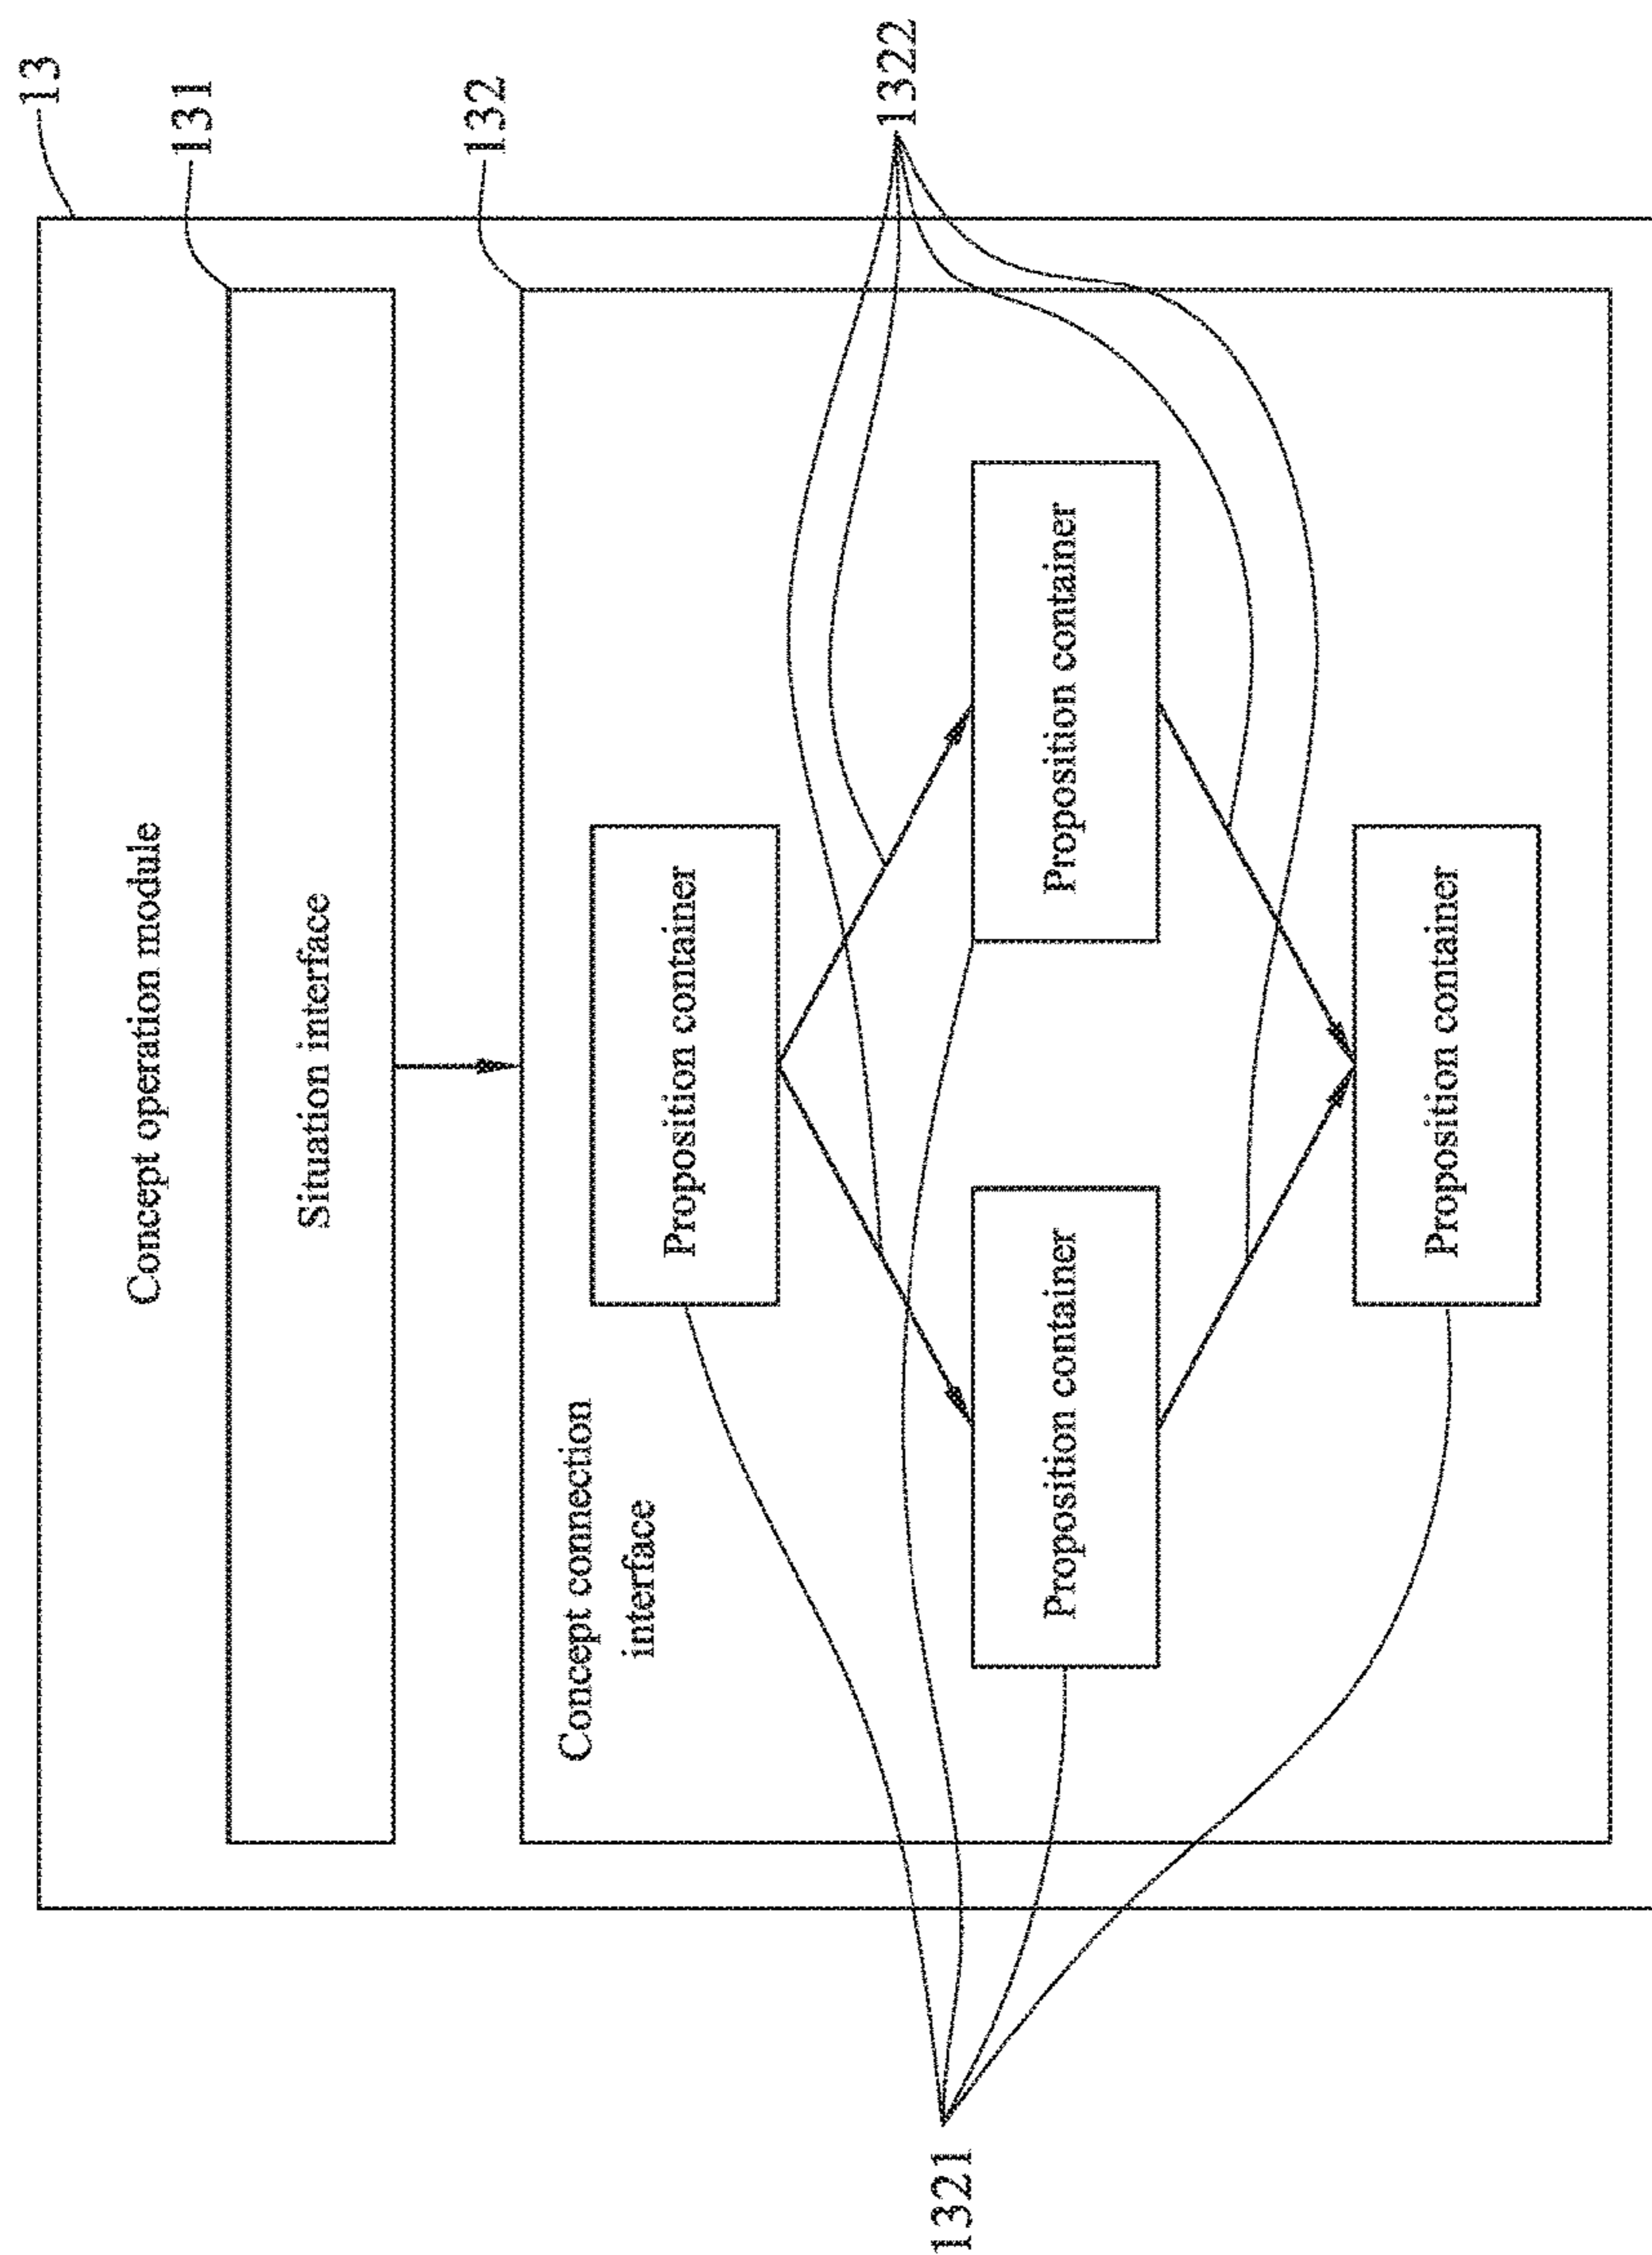 13
Concept operation module
131
Situation interface
132
Concept connection
interface
Proposition container
1322
Proposition container
Proposition container
1321
Proposition container